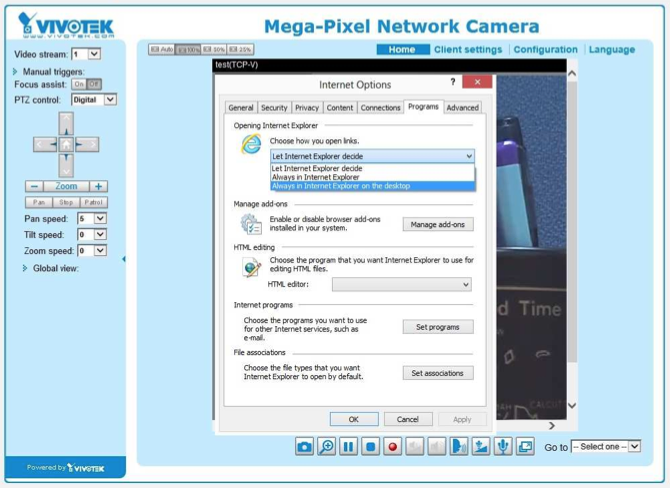 VIVOTEK
WWW.VIVOTEK.COM
Mega-Pixel Network Camera
Home | Client settings | Configuration | Language
Video stream: 1
Manual triggers:
Focus assist: On Off
PTZ control: Digital
Zoom
Pan Stop Patrol
Pan speed: 5
Tilt speed: 0
Zoom speed: 0
Global view:
Powered by VIVOTEK
Auto 100% 50% 25%
test(TCP-V)
Internet Options
General Security Privacy Content Connections Programs Advanced
Opening Internet Explorer
Choose how you open links.
Let Internet Explorer decide
Let Internet Explorer decide
Always in Internet Explorer
Always in Internet Explorer on the desktop
Manage add-ons
Enable or disable browser add-ons
installed in your system.
Manage add-ons
HTML editing
Choose the program that you want Internet Explorer to use for
editing HTML files.
HTML editor:
Internet programs
Choose the programs you want to use
for other Internet services, such as
e-mail.
Set programs
File associations
Choose the file types that you want
Internet Explorer to open by default.
Set associations
OK Cancel Apply
d Time
Go to -- Select one --